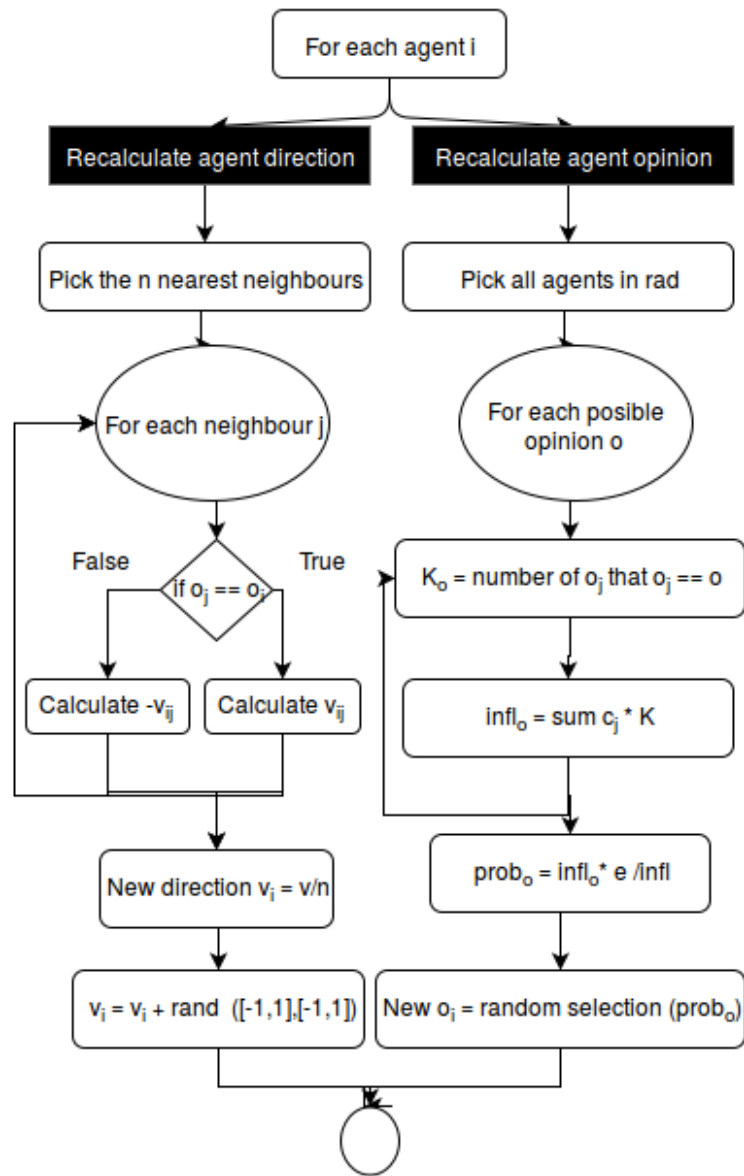 For each agent i
Recalculate agent direction
Recalculate agent opinion
Pick the n nearest neighbours
Pick all agents in rad
For each neighbour j
For each posible
opinion o
False
True
if o_j == o_i
K_o = number of o_j that o_j == o
Calculate -v_ij
Calculate v_ij
infl_o = sum c_j * K
New direction v_i = v/n
prob_o = infl_o* e /infl
v_i = v_i + rand ([-1,1],[-1,1])
New o_i = random selection (prob_o)